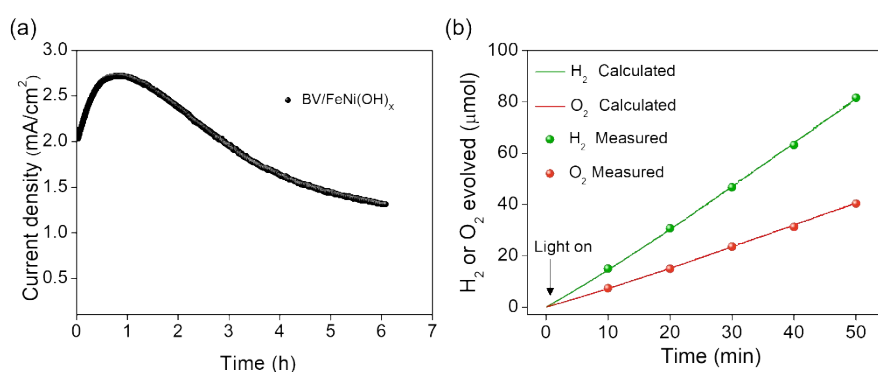 (a)
3.0
2.5
2.0
1.5
1.0
0.5
Current density (mA/cm²)
BV/FeNi(OH)ₓ
0 1 2 3 4 5 6 7
Time (h)
(b)
100
80
60
40
20
0
H₂ or O₂ evolved (μmol)
H₂ Calculated
O₂ Calculated
H₂ Measured
O₂ Measured
Light on
0 10 20 30 40 50
Time (min)